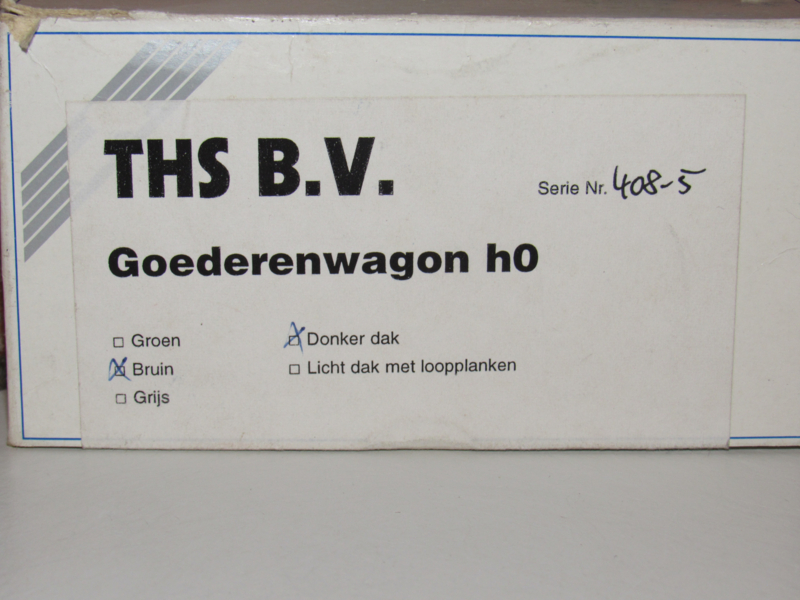 THS B.V.
Serie Nr. 408-5
Goederenwagon h0
Groen
Donker dak
Bruin
Licht dak met loopplanken
Grijs